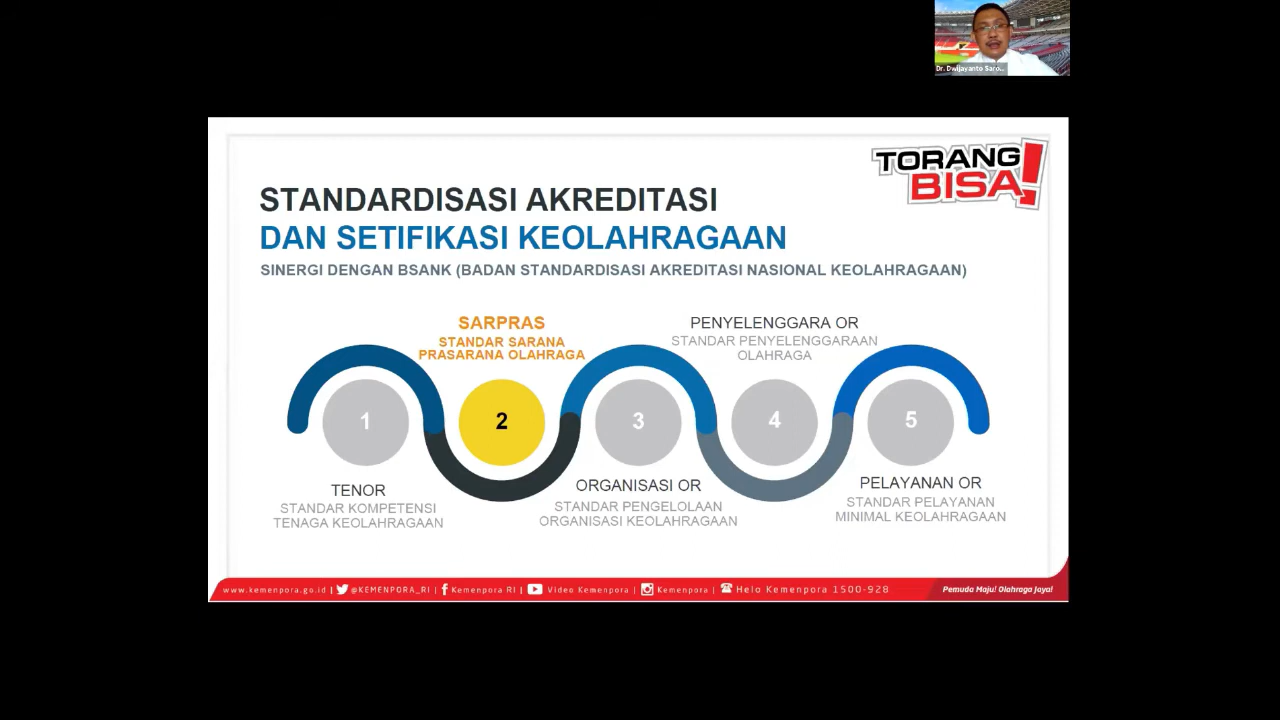 Dr. Dwijayanto Saro...
TORANG
BISA!
STANDARDISASI AKREDITASI
DAN SETIFIKASI KEOLAHRAGAAN
SINERGI DENGAN BSANK (BADAN STANDARDISASI AKREDITASI NASIONAL KEOLAHRAGAAN)
SARPRAS
STANDAR SARANA
PRASARANA OLAHRAGA
PENYELENGGARA OR
STANDAR PENYELENGGARAAN
OLAHRAGA
1
2
3
4
5
TENOR
STANDAR KOMPETENSI
TENAGA KEOLAHRAGAAN
ORGANISASI OR
STANDAR PENGELOLAAN
ORGANISASI KEOLAHRAGAAN
PELAYANAN OR
STANDAR PELAYANAN
MINIMAL KEOLAHRAGAAN
www.kemenpora.go.id | @KEMENPORA_RI | Kemenpora RI | Video Kemenpora | Kemenpora | Helo Kemenpora 1500-928
Pemuda Maju! Olahraga Jaya!